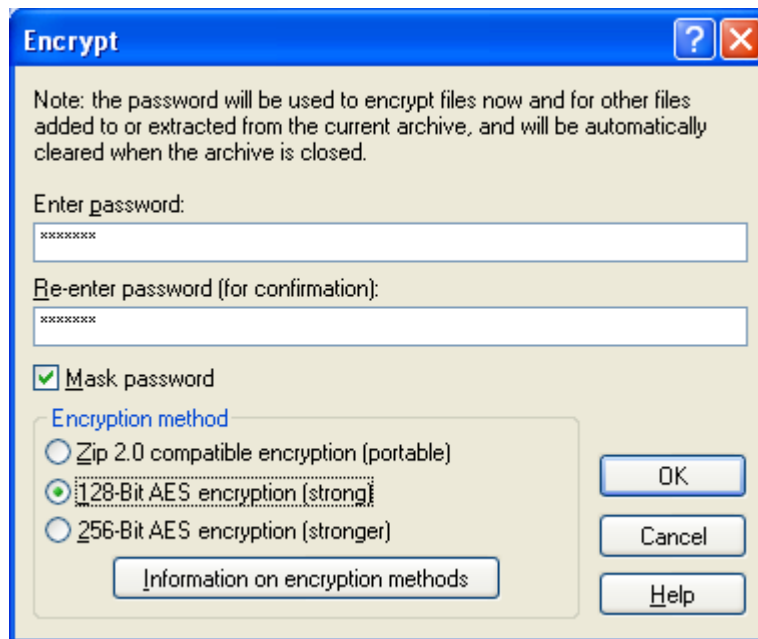 Encrypt
Note: the password will be used to encrypt files now and for other files
added to or extracted from the current archive, and will be automatically
cleared when the archive is closed.
Enter password:
*******
Re-enter password (for confirmation):
*******
Mask password
Encryption method
Zip 2.0 compatible encryption (portable)
128-Bit AES encryption (strong)
256-Bit AES encryption (stronger)
Information on encryption methods
OK
Cancel
Help